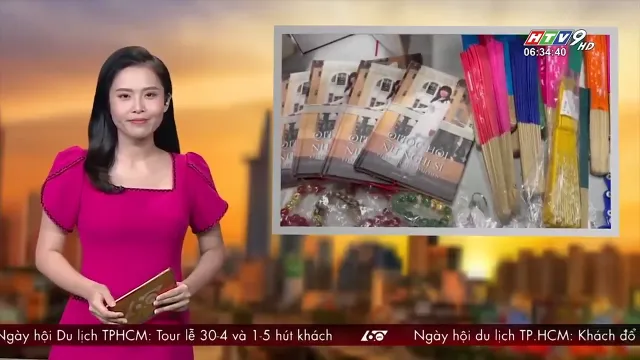 HTV9 HD
06:34:40
Ngày hội Du lịch TPHCM: Tour lễ 30-4 và 1-5 hút khách
Ngày hội du lịch TP.HCM: Khách đổ